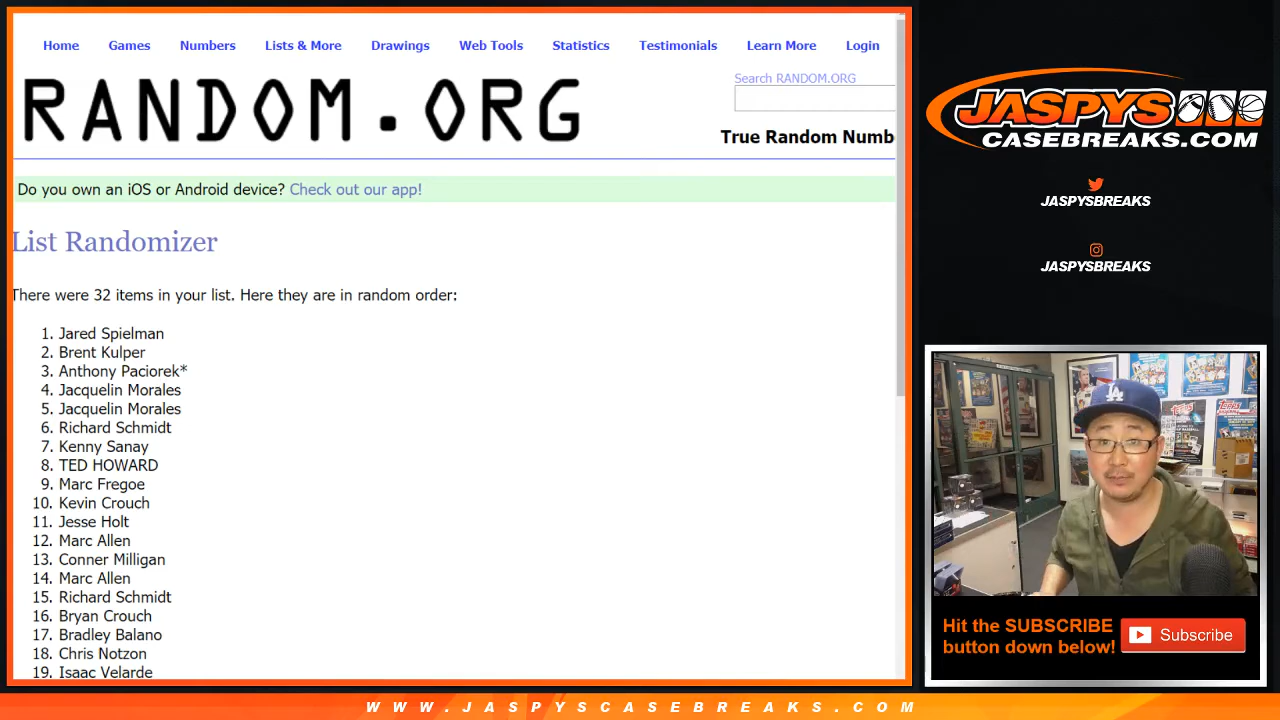 Home Games Numbers Lists & More Drawings Web Tools Statistics Testimonials Learn More Login
RANDOM.ORG
Search RANDOM.ORG
True Random Numb
Do you own an iOS or Android device? Check out our app!
List Randomizer
There were 32 items in your list. Here they are in random order:
1. Jared Spielman
2. Brent Kulper
3. Anthony Paciorek*
4. Jacquelin Morales
5. Jacquelin Morales
6. Richard Schmidt
7. Kenny Sanay
8. TED HOWARD
9. Marc Fregoe
10. Kevin Crouch
11. Jesse Holt
12. Marc Allen
13. Conner Milligan
14. Marc Allen
15. Richard Schmidt
16. Bryan Crouch
17. Bradley Balano
18. Chris Notzon
19. Isaac Velarde
JASPYS
CASEBREAKS.COM
JASPYSBREAKS
JASPYSBREAKS
LA
Topps
Hit the SUBSCRIBE
button down below!
Subscribe
WWW.JASPYSCASEBREAKS.COM